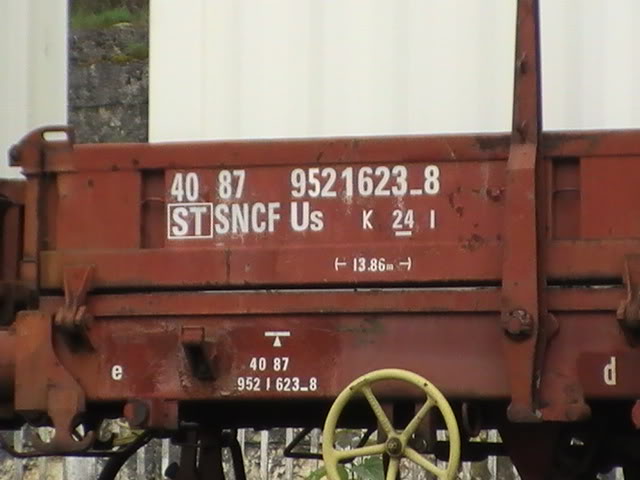 40 87 9521623-8
ST SNCF Us K 24 I
13.86m
40 87
e 952 1 623-8 d